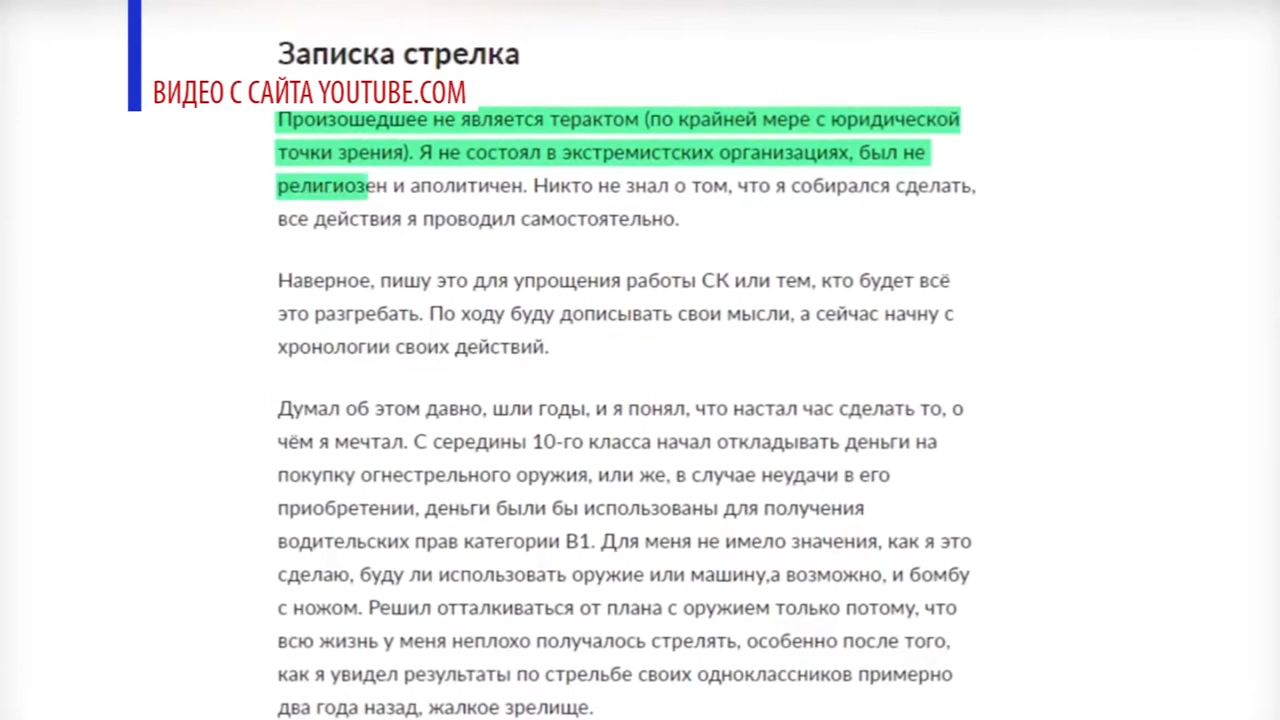 Записка стрелка
ВИДЕО С САЙТА YOUTUBE.COM
Произошедшее не является терактом (по крайней мере с юридической
точки зрения). Я не состоял в экстремистских организациях, был не
религиозен и аполитичен. Никто не знал о том, что я собирался сделать,
все действия я проводил самостоятельно.
Наверное, пишу это для упрощения работы СК или тем, кто будет всё
это разгребать. По ходу буду дописывать свои мысли, а сейчас начну с
хронологии своих действий.
Думал об этом давно, шли годы, и я понял, что настал час сделать то, о
чём я мечтал. С середины 10-го класса начал откладывать деньги на
покупку огнестрельного оружия, или же, в случае неудачи в его
приобретении, деньги были бы использованы для получения
водительских прав категории B1. Для меня не имело значения, как я это
сделаю, буду ли использовать оружие или машину,а возможно, и бомбу
с ножом. Решил отталкиваться от плана с оружием только потому, что
всю жизнь у меня неплохо получалось стрелять, особенно после того,
как я увидел результаты по стрельбе своих одноклассников примерно
два года назад, жалкое зрелище.